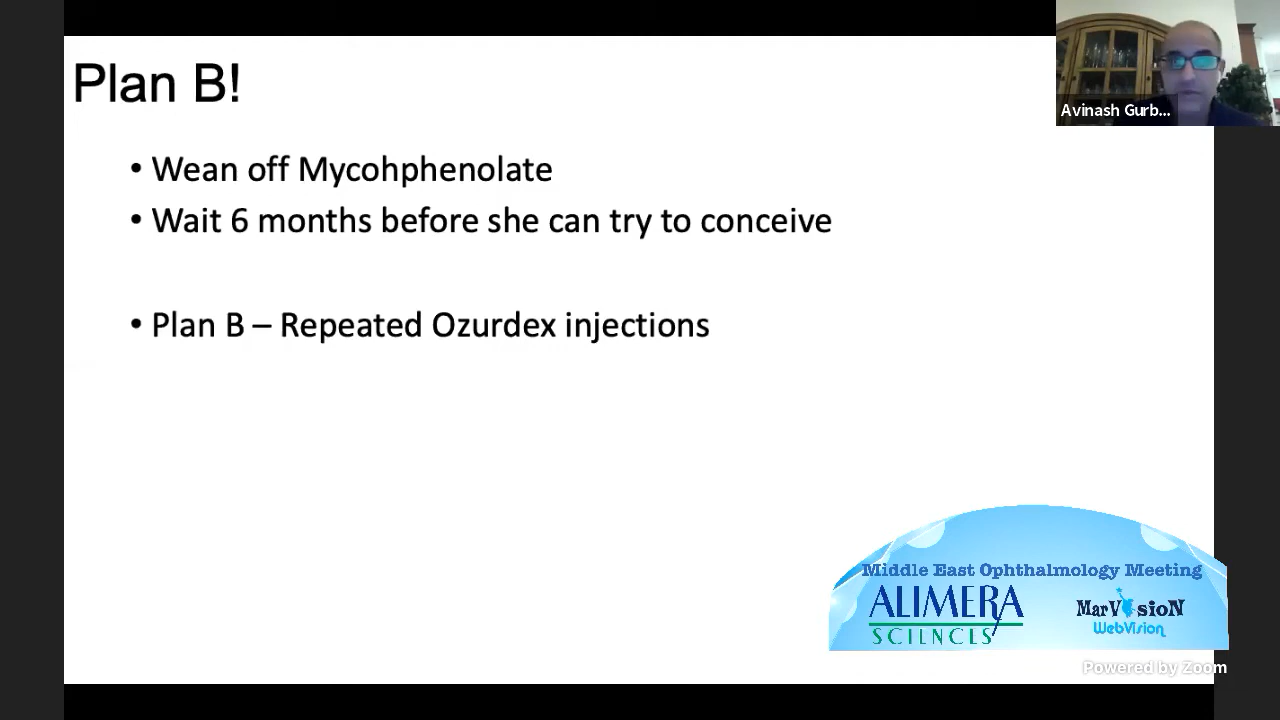 Plan B!
Avinash Gurb...
• Wean off Mycohphenolate
• Wait 6 months before she can try to conceive
• Plan B – Repeated Ozurdex injections
Middle East Ophthalmology Meeting
ALIMERA
SCIENCES
MarVisioN
WebVision
Powered by Zoom